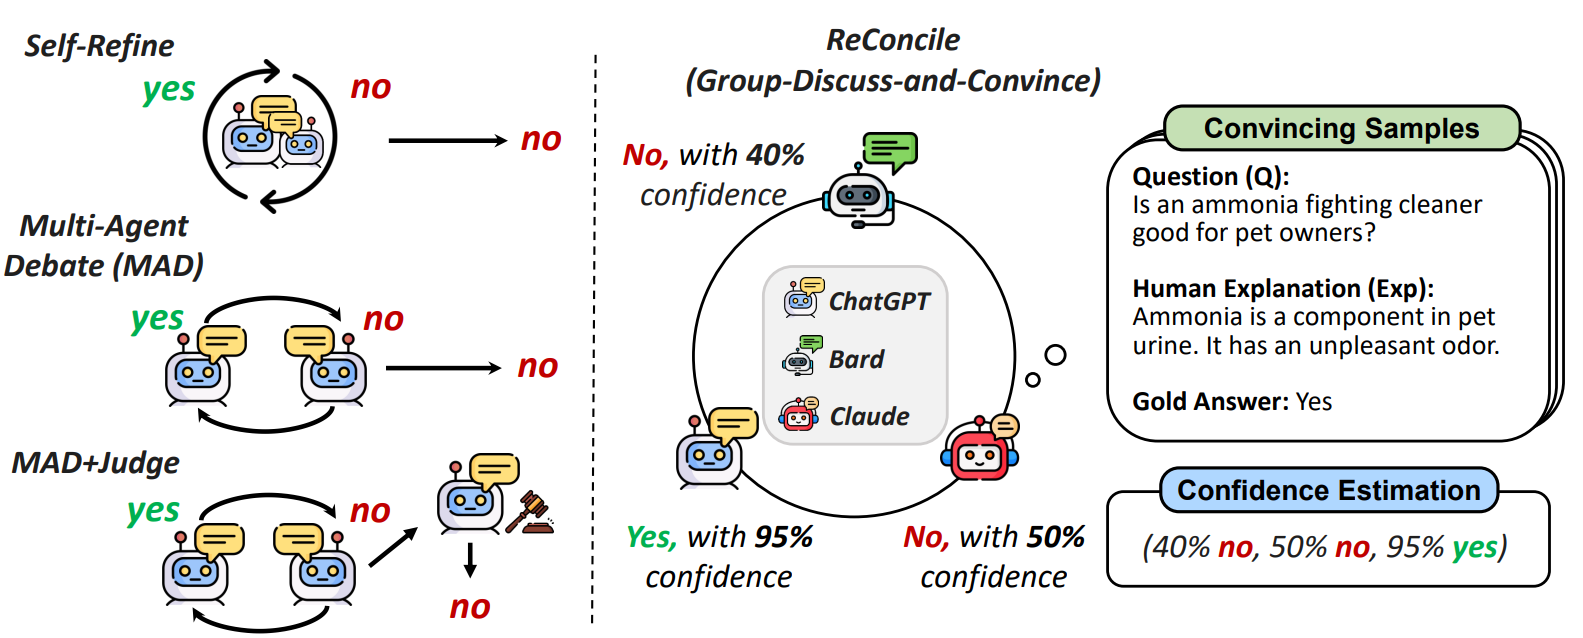 Self-Refine
yes
no
no
Multi-Agent
Debate (MAD)
yes
no
no
MAD+Judge
yes
no
no
ReConcile
(Group-Discuss-and-Convince)
No, with 40%
confidence
ChatGPT
Bard
Claude
Yes, with 95%
confidence
No, with 50%
confidence
Convincing Samples
Question (Q):
Is an ammonia fighting cleaner
good for pet owners?
Human Explanation (Exp):
Ammonia is a component in pet
urine. It has an unpleasant odor.
Gold Answer: Yes
Confidence Estimation
(40% no, 50% no, 95% yes)